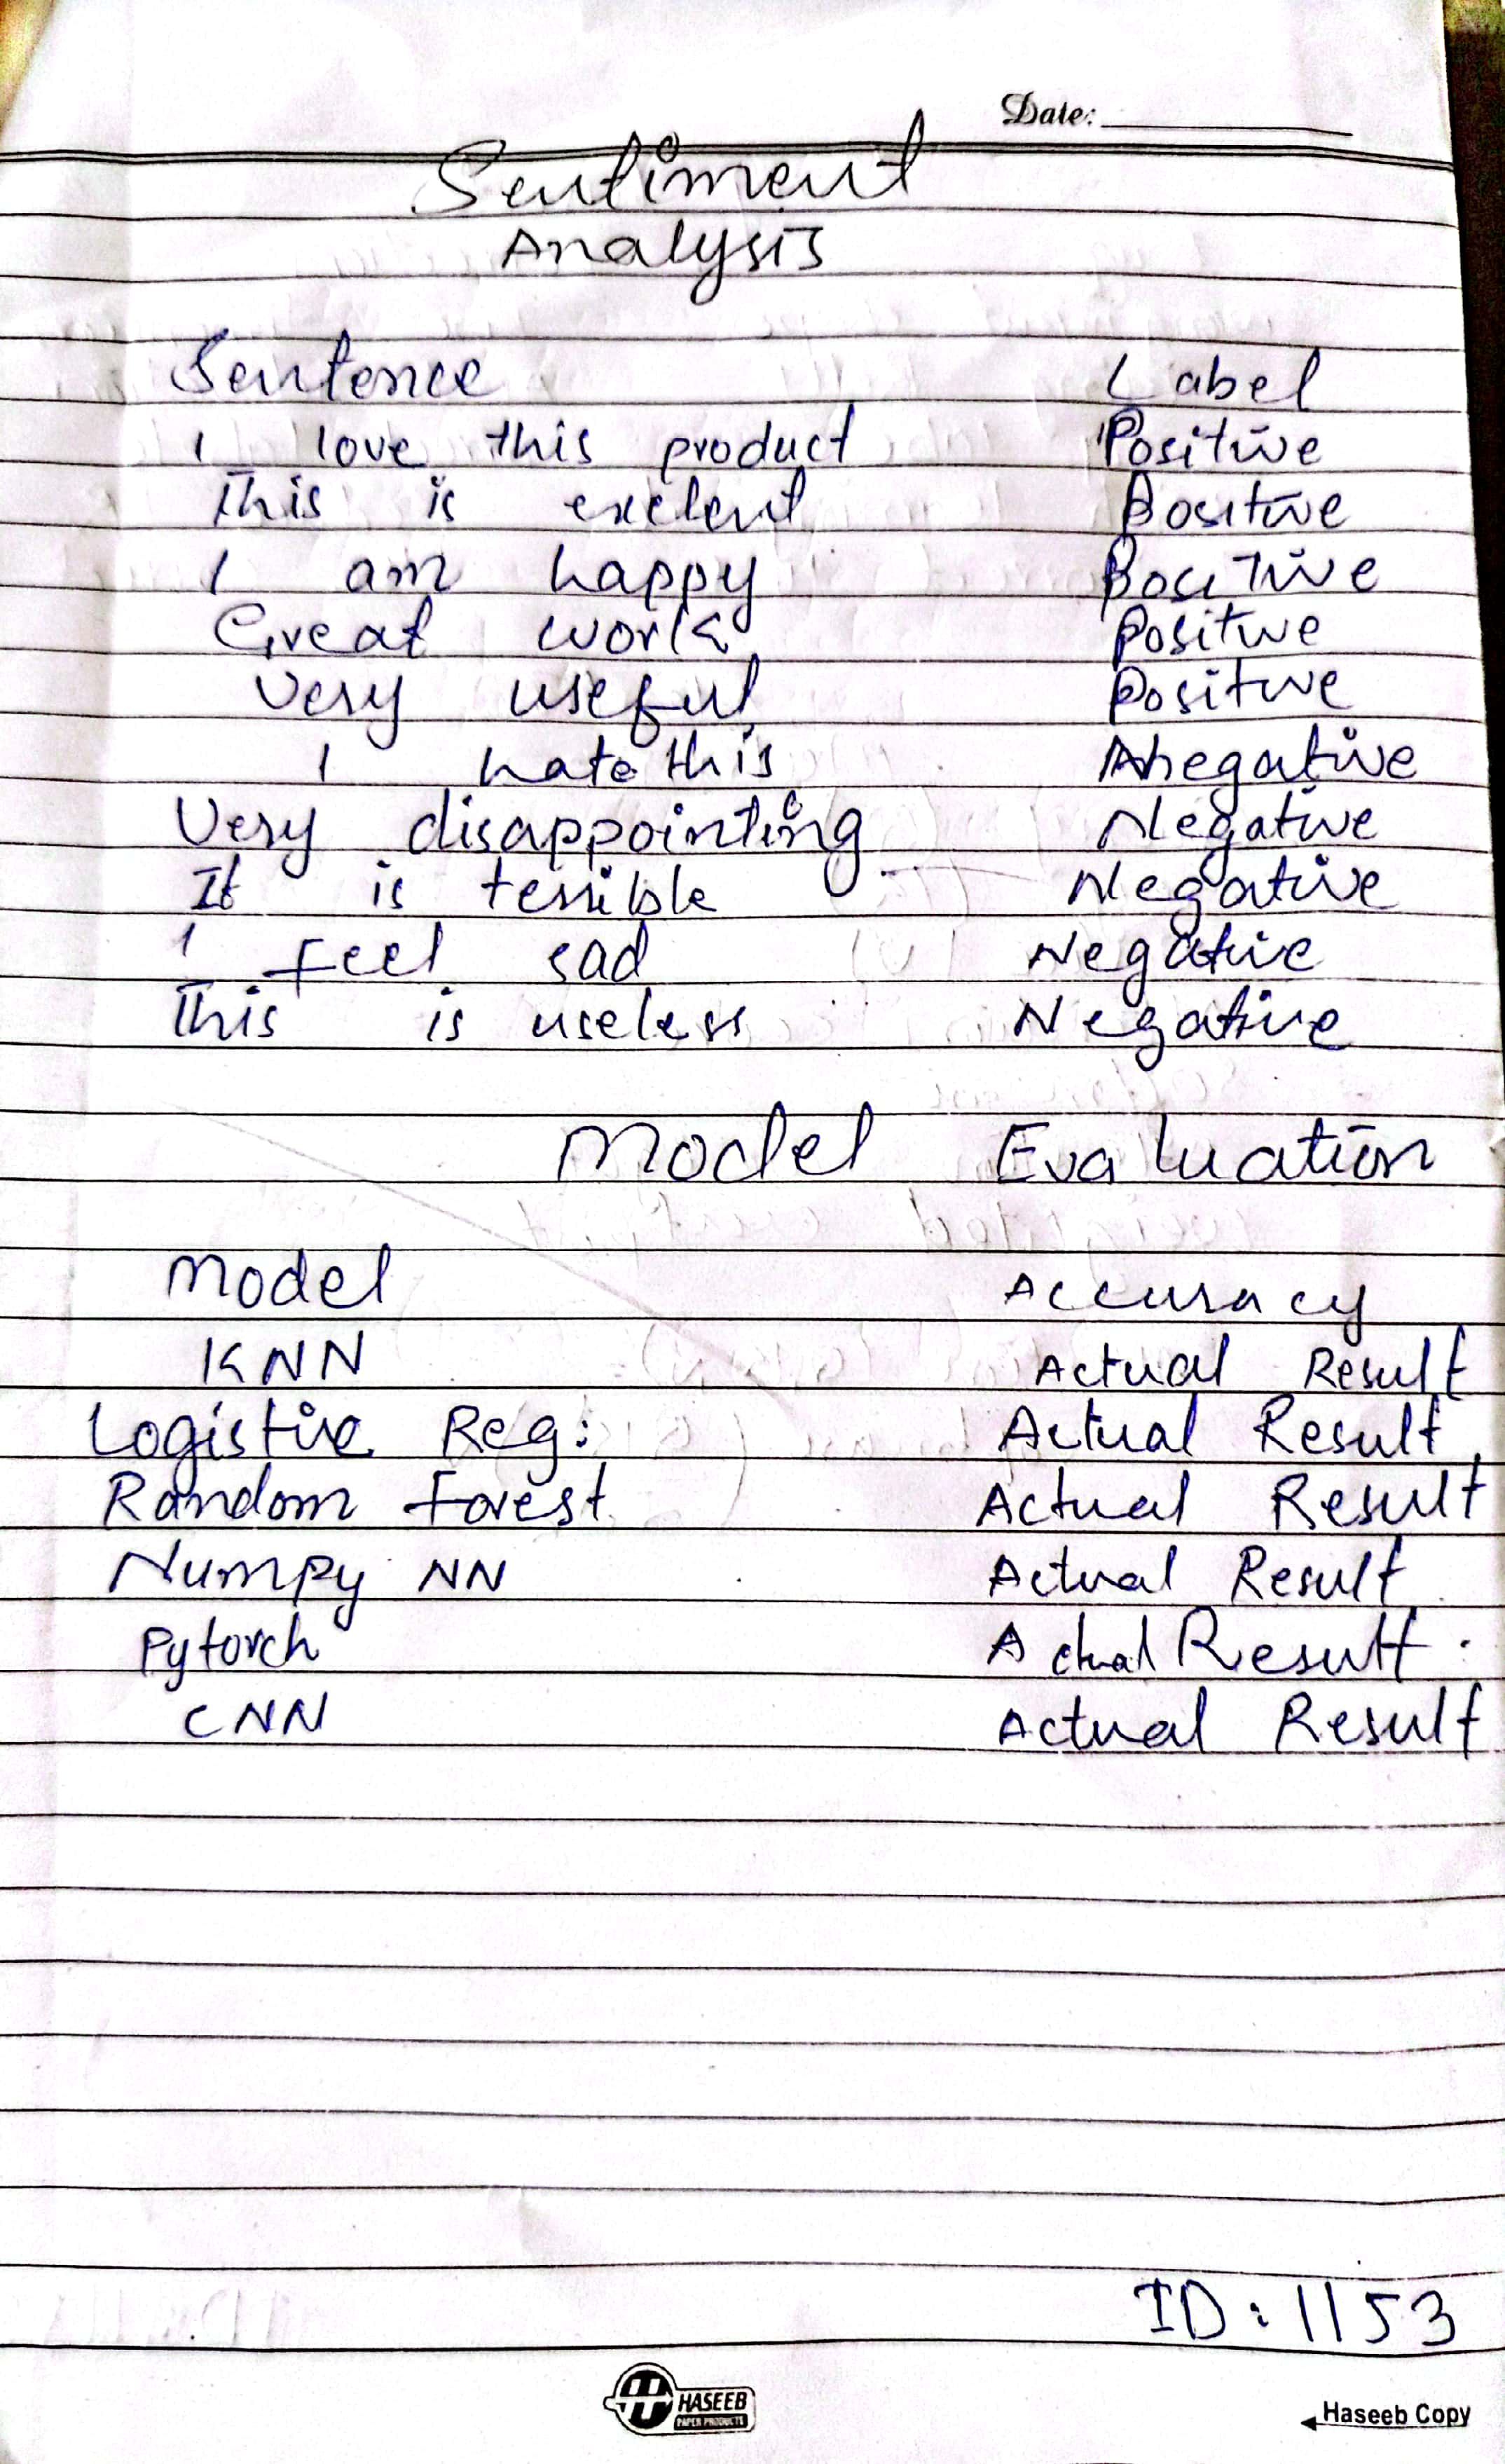 Date:
Sentiment
Analysis
Sentence Label
I love this product Positive
This is exelent Positive
I am happy Positive
Great work Positive
Very useful Positive
I hate this Negative
Very disappointing Negative
It is terrible Negative
I Feel sad Negative
This is useless Negative
Model Evaluation
Model Accuracy
KNN Actual Result
Logistic Reg: Actual Result
Random Forest Actual Result
Numpy NN Actual Result
Pytorch Actual Result.
CNN Actual Result
ID: 1153
HASEEB
PAPER PRODUCTS
Haseeb Copy